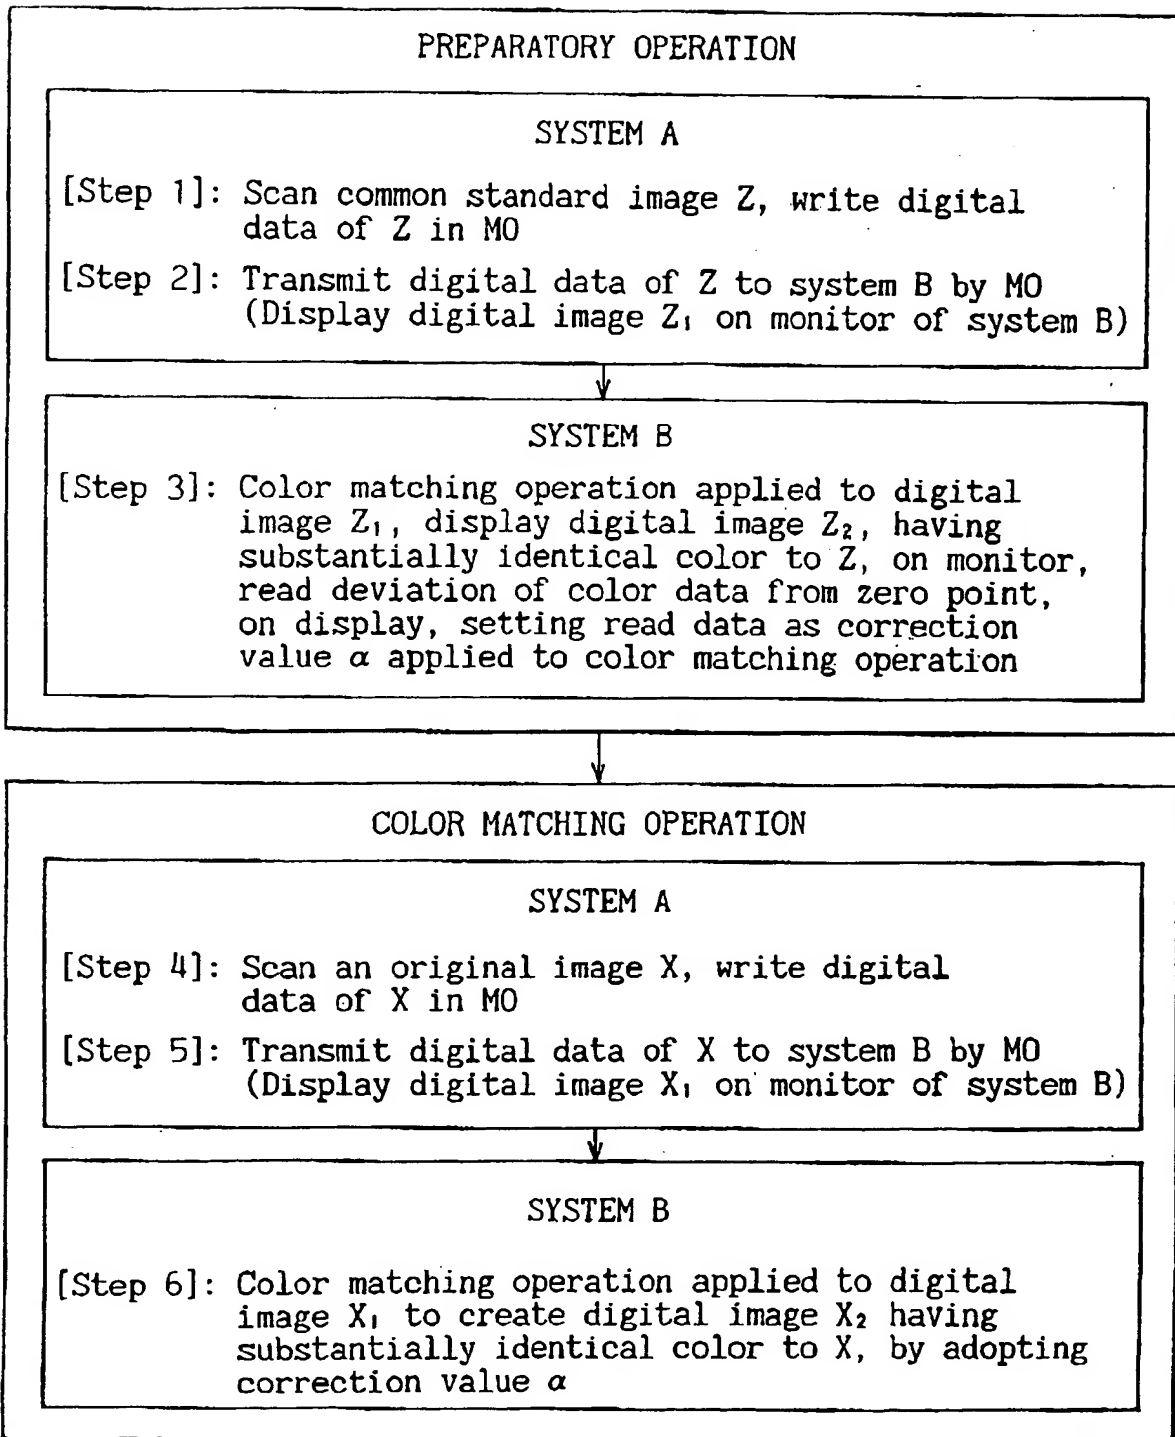 PREPARATORY OPERATION
SYSTEM A
[Step 1]: Scan common standard image Z, write digital
data of Z in MO
[Step 2]: Transmit digital data of Z to system B by MO
(Display digital image Z₁ on monitor of system B)
SYSTEM B
[Step 3]: Color matching operation applied to digital
image Z₁, display digital image Z₂, having
substantially identical color to Z, on monitor,
read deviation of color data from zero point,
on display, setting read data as correction
value α applied to color matching operation
COLOR MATCHING OPERATION
SYSTEM A
[Step 4]: Scan an original image X, write digital
data of X in MO
[Step 5]: Transmit digital data of X to system B by MO
(Display digital image X₁ on monitor of system B)
SYSTEM B
[Step 6]: Color matching operation applied to digital
image X₁ to create digital image X₂ having
substantially identical color to X, by adopting
correction value α